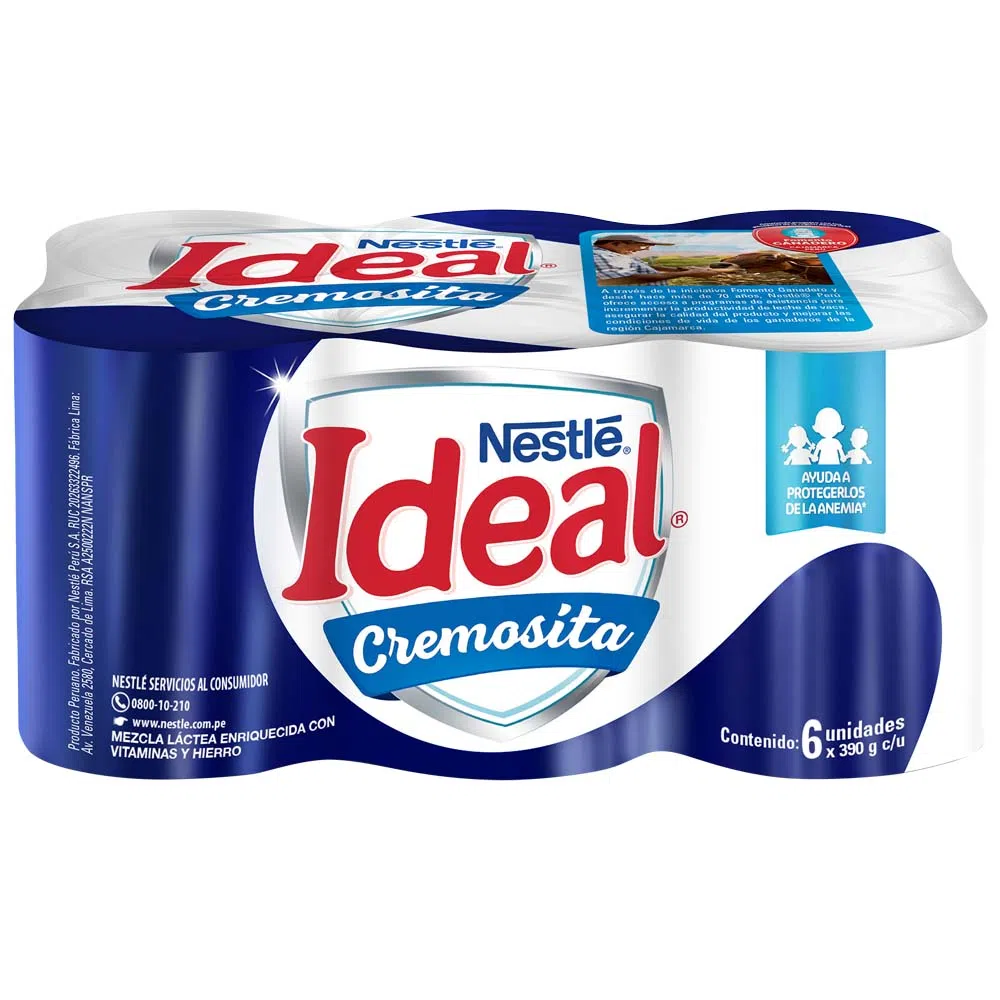 Nestlé
Ideal®
Cremosita
Fomento
GANADERO
CAJAMARCA
A través de la iniciativa Fomento Ganadero y
desde hace más de 70 años, Nestlé® Perú
ofrece acceso a programas de asistencia para
incrementar la productividad de leche de vaca,
asegurar la calidad del producto y mejorar las
condiciones de vida de los ganaderos de la
región Cajamarca.
Nestlé®
Ideal®
Cremosita
AYUDA A
PROTEGERLOS
DE LA ANEMIA*
Producto Peruano. Fabricado por Nestlé Perú S.A. RUC 20263322496. Fábrica Lima:
Av. Venezuela 2580, Cercado de Lima. RSA A2500222N NANSPR
NESTLÉ SERVICIOS AL CONSUMIDOR
0800-10-210
www.nestle.com.pe
MEZCLA LÁCTEA ENRIQUECIDA CON
VITAMINAS Y HIERRO
Contenido: 6 unidades
x 390 g c/u